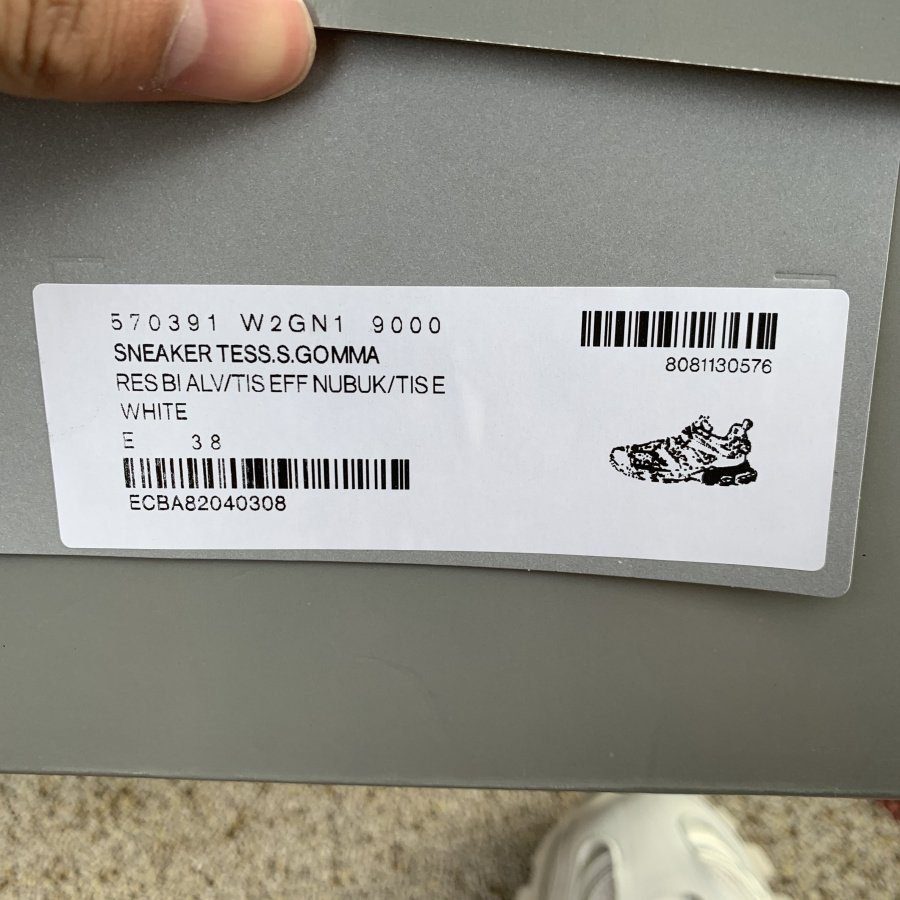 570391 W2GN1 9000
SNEAKER TESS.S.GOMMA
RES BI ALV/TIS EFF NUBUK/TIS E
WHITE
E 38
ECBA82040308
8081130576